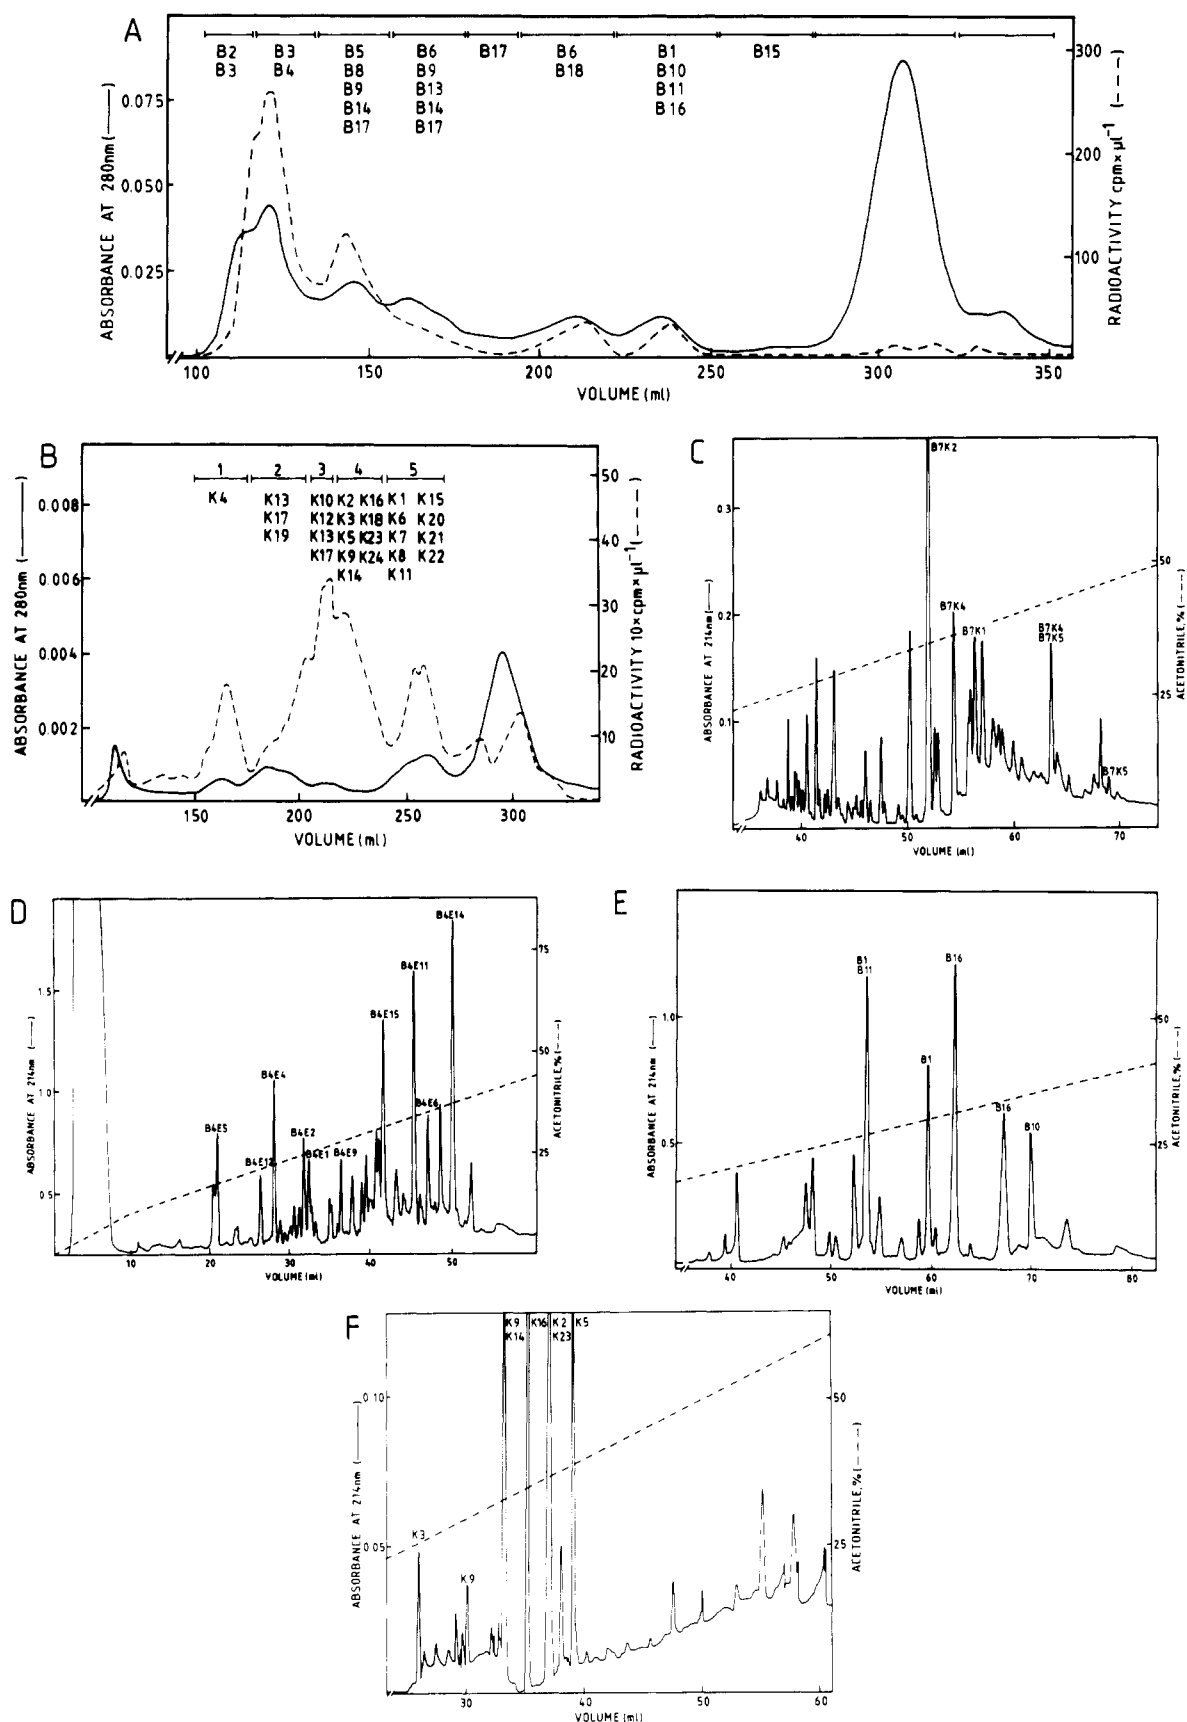 A
B2 B3 B5 B6 B17 B6 B1 B15
B3 B4 B8 B9 B18 B10
B9 B13 B11
B14 B14 B16
B17 B17
ABSORBANCE AT 280nm (——)
0.075
0.050
0.025
RADIOACTIVITY cpm×µl⁻¹ (---)
300
200
100
100 150 200 250 300 350
VOLUME (ml)
B
1 2 3 4 5
K4 K13 K10 K2 K16 K1 K15
K17 K12 K3 K18 K6 K20
K19 K13 K5 K23 K7 K21
K17 K9 K24 K8 K22
K14 K11
ABSORBANCE AT 280nm (——)
0.008
0.006
0.004
0.002
RADIOACTIVITY 10×cpm×µl⁻¹ (----)
50
40
30
20
10
150 200 250 300
VOLUME (ml)
C
B7K2
B7K4
B7K1
B7K4
B7K5
B7K5
ABSORBANCE AT 214nm (——)
0.3
0.2
0.1
ACETONITRILE,% (---)
50
25
40 50 60 70
VOLUME (ml)
D
B4E14
B4E11
B4E15
B4E4
B4E6
B4E5
B4E2
B4E12
B4E1
B4E9
ABSORBANCE AT 214nm (——)
1.5
1.0
0.5
ACETONITRILE,% (---)
75
50
25
10 20 30 40 50
VOLUME (ml)
E
B1
B11
B16
B1
B16
B10
ABSORBANCE AT 214nm (——)
1.0
0.5
ACETONITRILE,% (---)
50
25
40 50 60 70 80
VOLUME (ml)
F
K9 K16 K2 K5
K14 K23
K3
K9
ABSORBANCE AT 214nm (——)
0.10
0.05
ACETONITRILE,% (---)
50
25
30 40 50 60
VOLUME (ml)